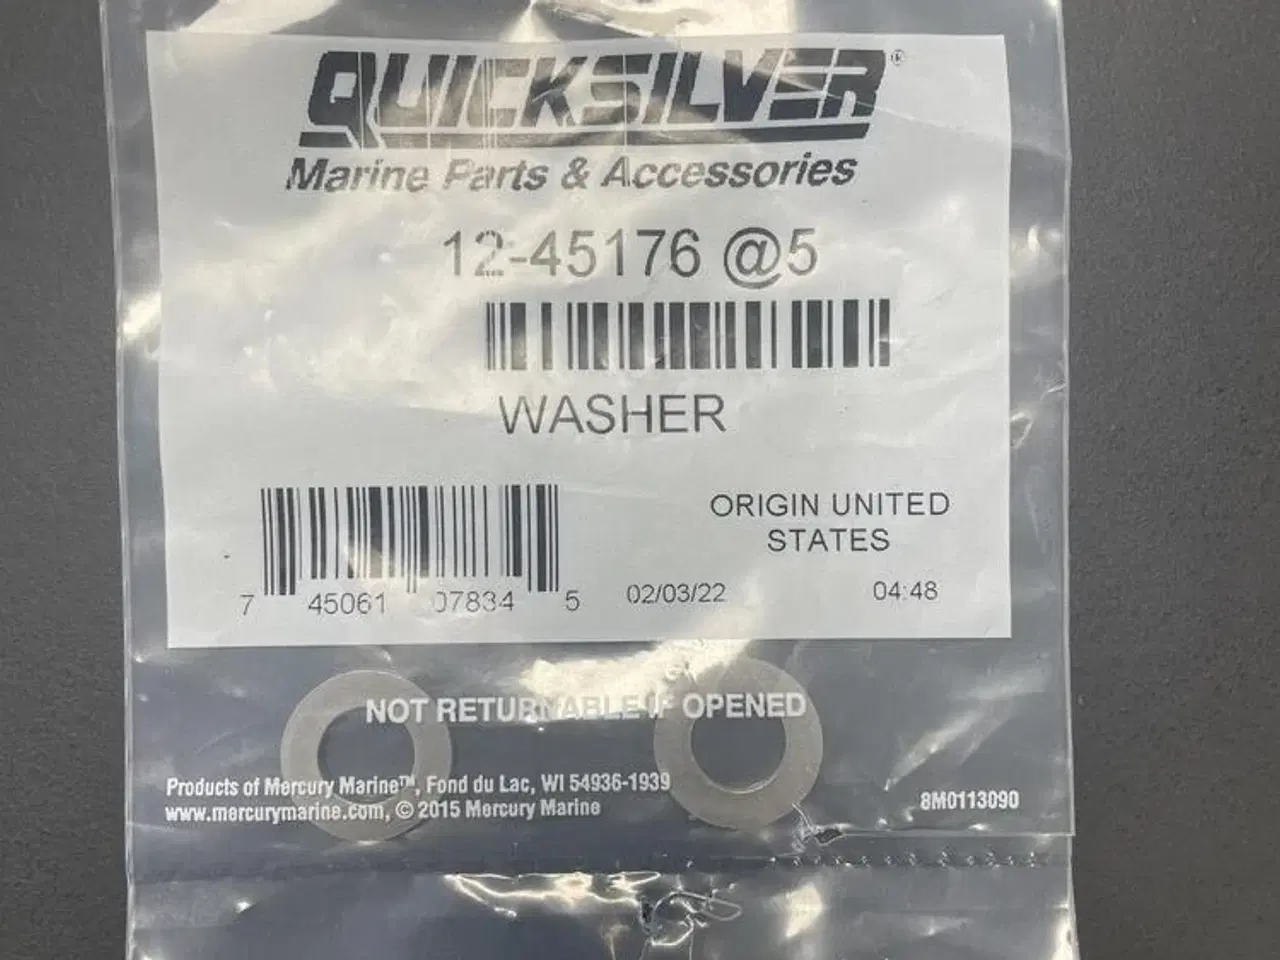 QUICKSILVER®
Marine Parts & Accessories
12-45176 @5
WASHER
ORIGIN UNITED
STATES
7 45061 07834 5 02/03/22 04:48
NOT RETURNABLE IF OPENED
Products of Mercury Marine™, Fond du Lac, WI 54936-1939
www.mercurymarine.com, © 2015 Mercury Marine
8M0113090